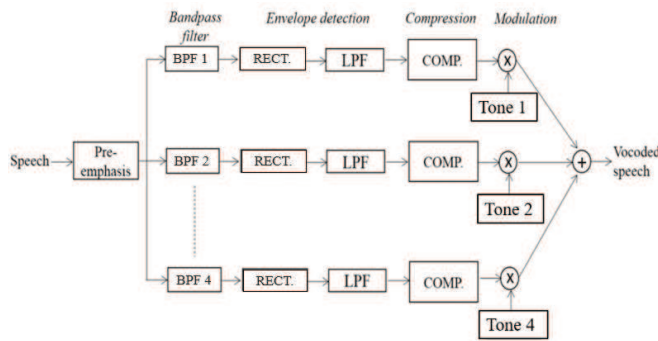 Bandpass
filter
Envelope detection
Compression
Modulation
BPF 1
RECT.
LPF
COMP.
X
Tone 1
Speech
Pre-
emphasis
BPF 2
RECT.
LPF
COMP.
X
+
Vocoded
speech
Tone 2
BPF 4
RECT.
LPF
COMP.
X
Tone 4